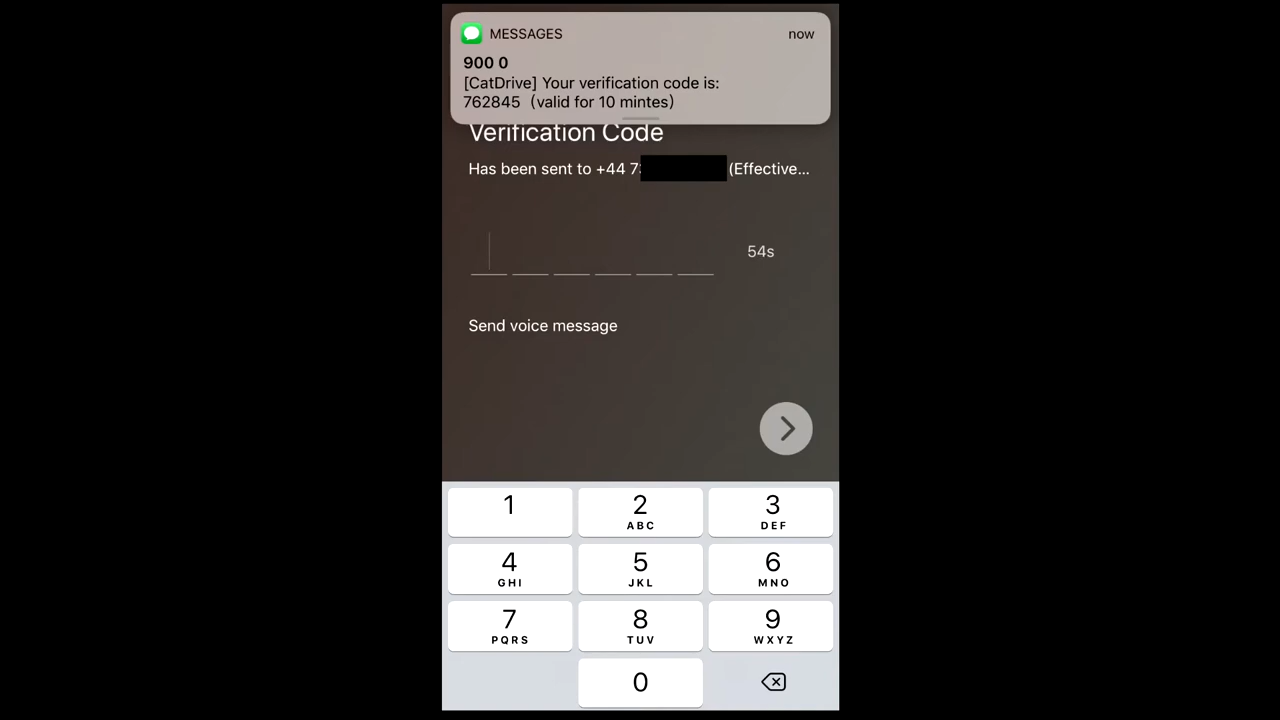 MESSAGES now
900 0
[CatDrive] Your verification code is:
762845 (valid for 10 mintes)
Verification Code
Has been sent to +44 7 (Effective...
54s
Send voice message
1 2 3
ABC DEF
4 5 6
GHI JKL MNO
7 8 9
PQRS TUV WXYZ
0